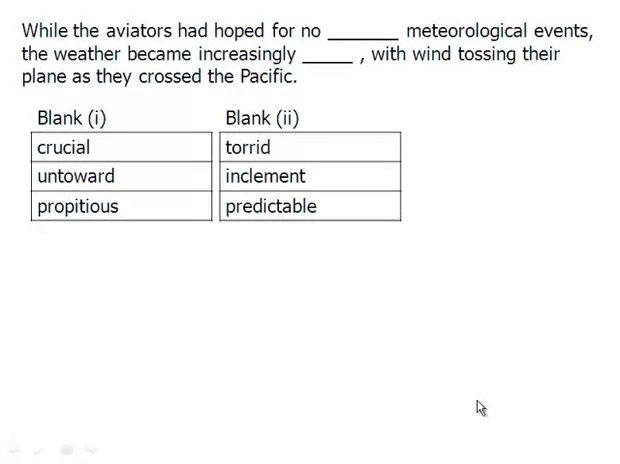 While the aviators had hoped for no ________ meteorological events,
the weather became increasingly ______ , with wind tossing their
plane as they crossed the Pacific.
Blank (i) Blank (ii)
crucial torrid
untoward inclement
propitious predictable